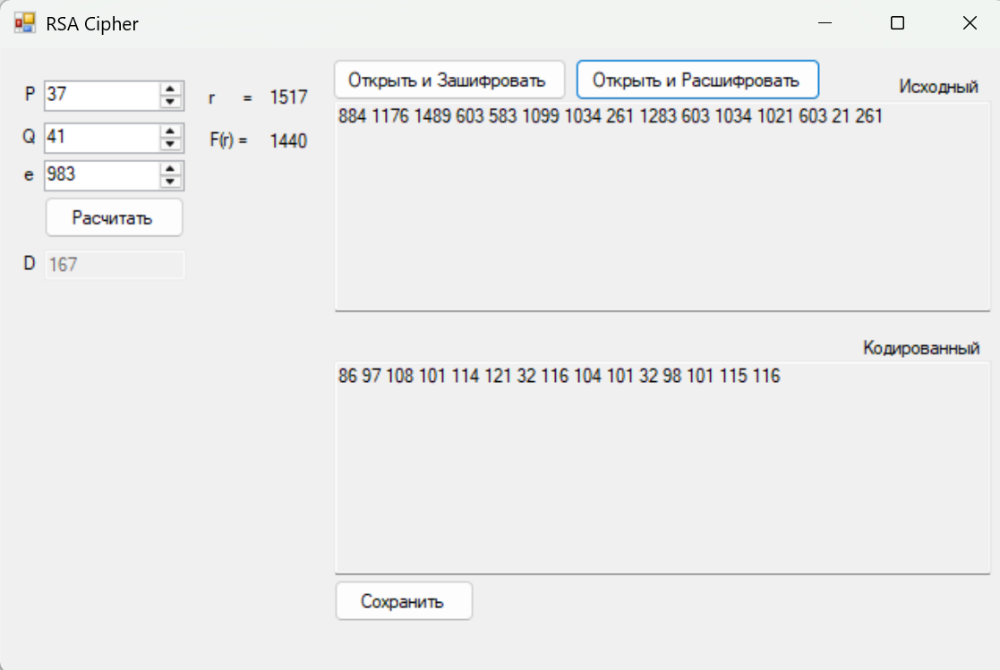 RSA Cipher
P 37
r = 1517
Q 41
F(r) = 1440
e 983
Расчитать
D 167
Открыть и Зашифровать
Открыть и Расшифровать
Исходный
884 1176 1489 603 583 1099 1034 261 1283 603 1034 1021 603 21 261
Кодированный
86 97 108 101 114 121 32 116 104 101 32 98 101 115 116
Сохранить